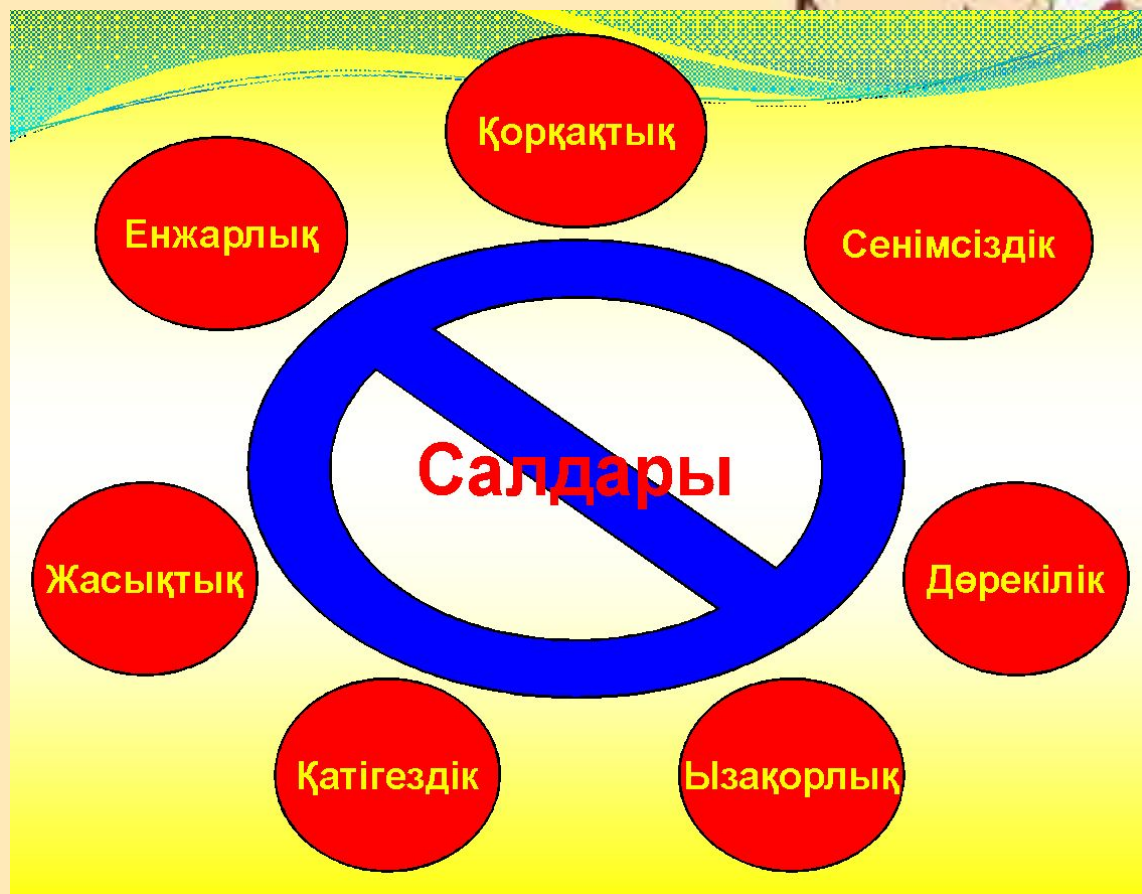 Қорқақтық
Енжарлық
Сенімсіздік
Салдары
Жасықтық
Дөрекілік
Қатігездік
Ызақорлық